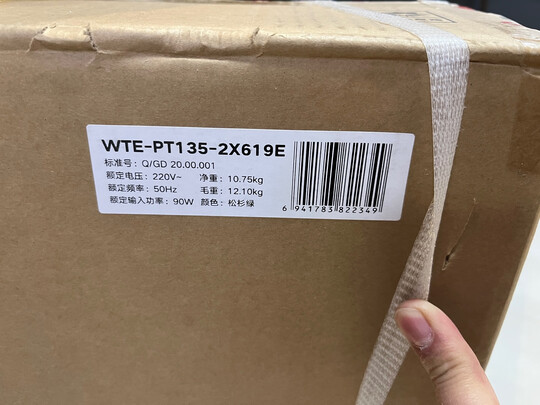 WTE-PT135-2X619E
标准号：Q/GD 20.00.001
额定电压：220V~ 净重：10.75kg
额定频率：50Hz 毛重：12.10kg
额定输入功率：90W 颜色：松杉绿
6 941783 822349